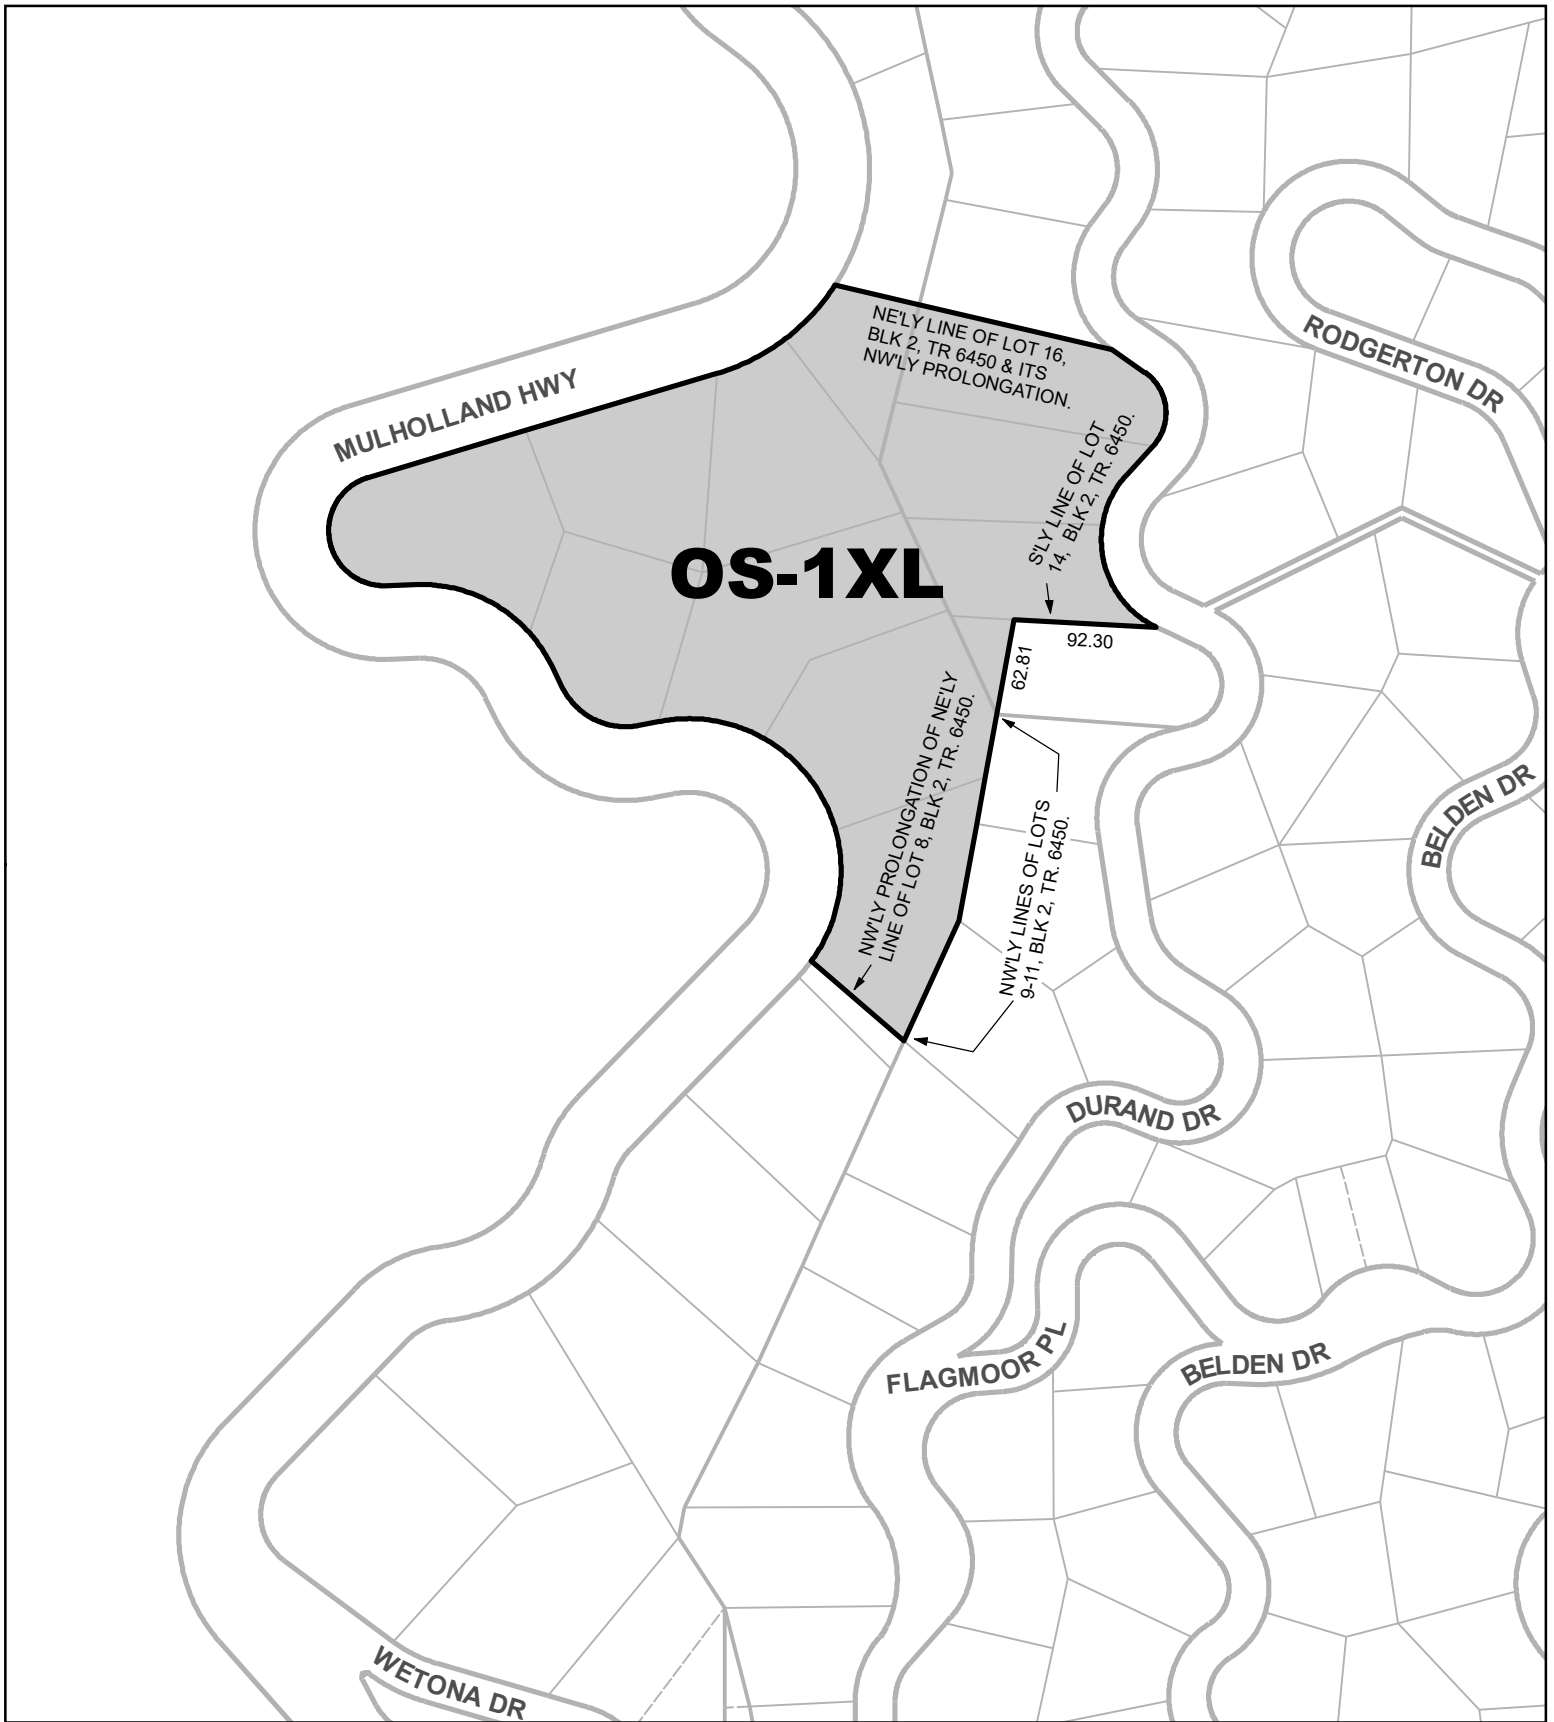 NE'LY LINE OF LOT 16,
BLK 2, TR 6450 & ITS
NW'LY PROLONGATION.
RODGERTON DR
MULHOLLAND HWY
S'LY LINE OF LOT
14, BLK 2, TR. 6450.
OS-1XL
92.30
62.81
NW'LY PROLONGATION OF NE'LY
LINE OF LOT 8, BLK 2, TR. 6450.
BELDEN DR
NW'LY LINES OF LOTS
9-11, BLK 2, TR. 6450.
DURAND DR
FLAGMOOR PL
BELDEN DR
WETONA DR